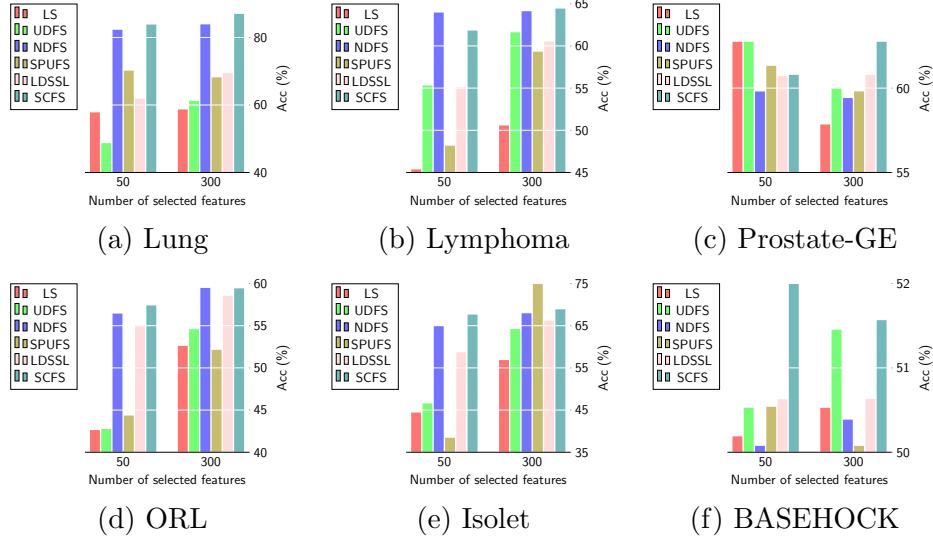 LS
UDFS
NDFS
SPUFS
LDSSL
SCFS
80
60
40
Acc (%)
50 300
Number of selected features
(a) Lung
LS
UDFS
NDFS
SPUFS
LDSSL
SCFS
65
60
55
50
45
Acc (%)
50 300
Number of selected features
(b) Lymphoma
LS
UDFS
NDFS
SPUFS
LDSSL
SCFS
60
55
Acc (%)
50 300
Number of selected features
(c) Prostate-GE
LS
UDFS
NDFS
SPUFS
LDSSL
SCFS
60
55
50
45
40
Acc (%)
50 300
Number of selected features
(d) ORL
LS
UDFS
NDFS
SPUFS
LDSSL
SCFS
75
65
55
45
35
Acc (%)
50 300
Number of selected features
(e) Isolet
LS
UDFS
NDFS
SPUFS
LDSSL
SCFS
52
51
50
Acc (%)
50 300
Number of selected features
(f) BASEHOCK